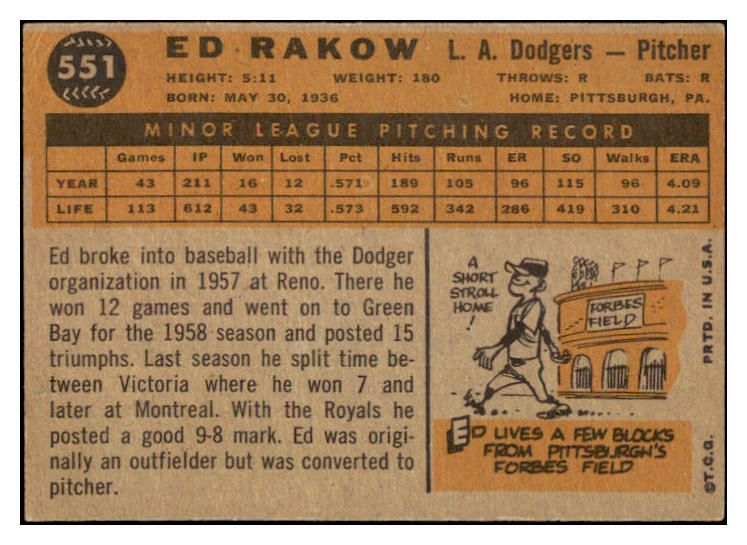 551
ED RAKOW L. A. Dodgers — Pitcher
HEIGHT: 5:11 WEIGHT: 180 THROWS: R BATS: R
BORN: MAY 30, 1936 HOME: PITTSBURGH, PA.
MINOR LEAGUE PITCHING RECORD
Games IP Won Lost Pct Hits Runs ER SO Walks ERA
YEAR 43 211 16 12 .571 189 105 96 115 96 4.09
LIFE 113 612 43 32 .573 592 342 286 419 310 4.21
Ed broke into baseball with the Dodger
organization in 1957 at Reno. There he
won 12 games and went on to Green
Bay for the 1958 season and posted 15
triumphs. Last season he split time be-
tween Victoria where he won 7 and
later at Montreal. With the Royals he
posted a good 9-8 mark. Ed was origi-
nally an outfielder but was converted to
pitcher.
A
SHORT
STROLL
HOME
!
FORBES
FIELD
ED LIVES A FEW BLOCKS
FROM PITTSBURGH'S
FORBES FIELD
©T.C.G. PRTD. IN U.S.A.